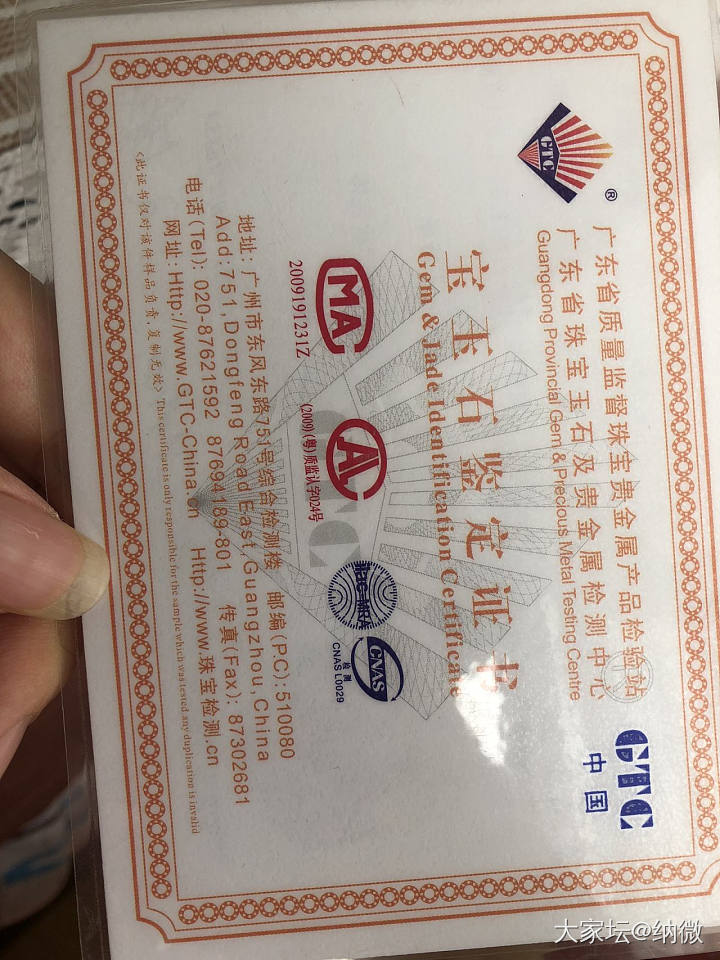 GTC
®
广东省质量监督珠宝贵金属产品检验站
广东省珠宝玉石及贵金属检测中心
Guangdong Provincial Gem & Precious Metal Testing Centre
GTC
中国
宝玉石鉴定证书
Gem & Jade Identification Certificate
MA
2009191231Z
AL
(2009)(粤)质监认字024号
ILAC-MRA
CNAS
检测
CNAS L0029
GTC
地址：广州市东风东路751号综合检测楼 邮编(P.C):510080
Add:751,Dongfeng Road East,Guangzhou,China
电话(Tel): 020-87621592 87694189-801 传真(Fax): 87302681
网址:Http://www.GTC-China.cn Http://www.珠宝检测.cn
<此证书仅对该件样品负责,复制无效> This certificate is only responsible for the sample which was tested ,any duplication is invalid
大家坛@纳微